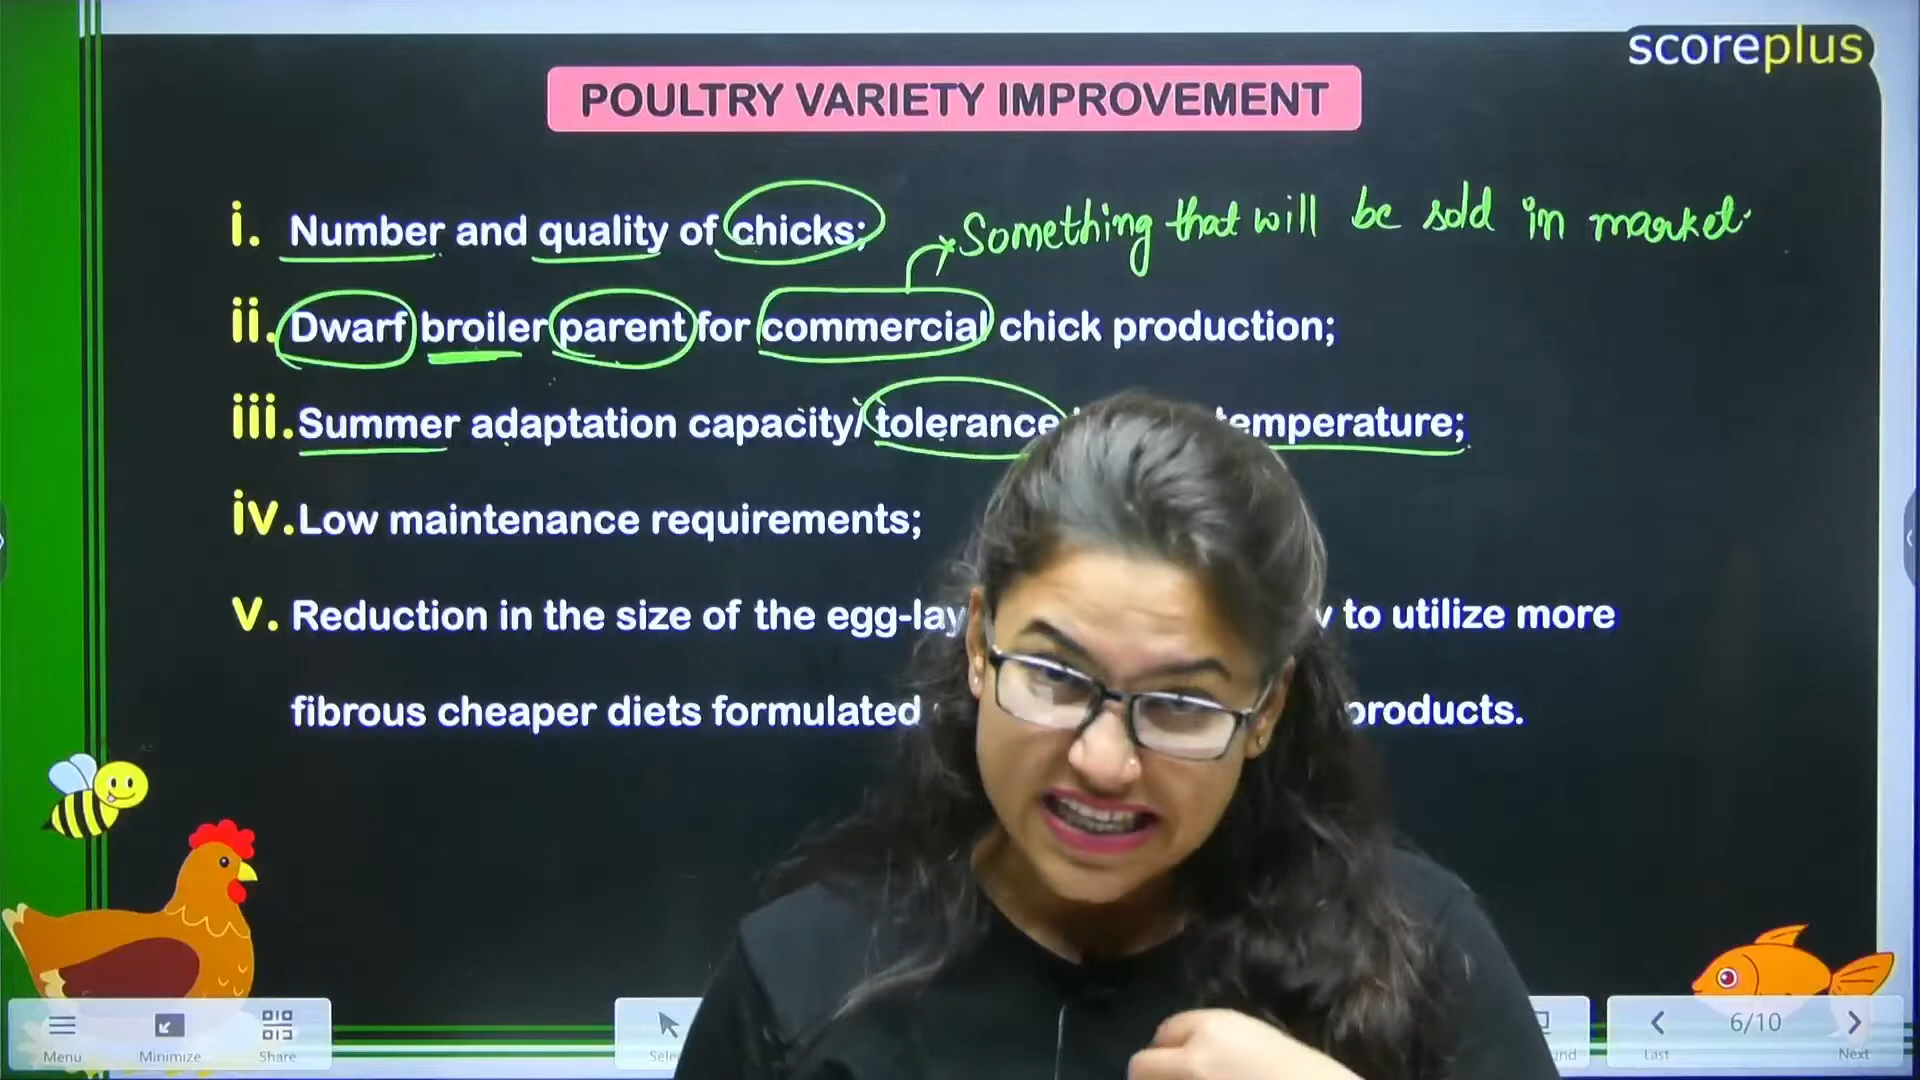 scoreplus
POULTRY VARIETY IMPROVEMENT
i. Number and quality of chicks;
Something that will be sold in market.
ii. Dwarf broiler parent for commercial chick production;
iii. Summer adaptation capacity/ tolerance temperature;
iv. Low maintenance requirements;
v. Reduction in the size of the egg-lay to utilize more
fibrous cheaper diets formulated products.
Menu Minimize Share Last 6/10 Next